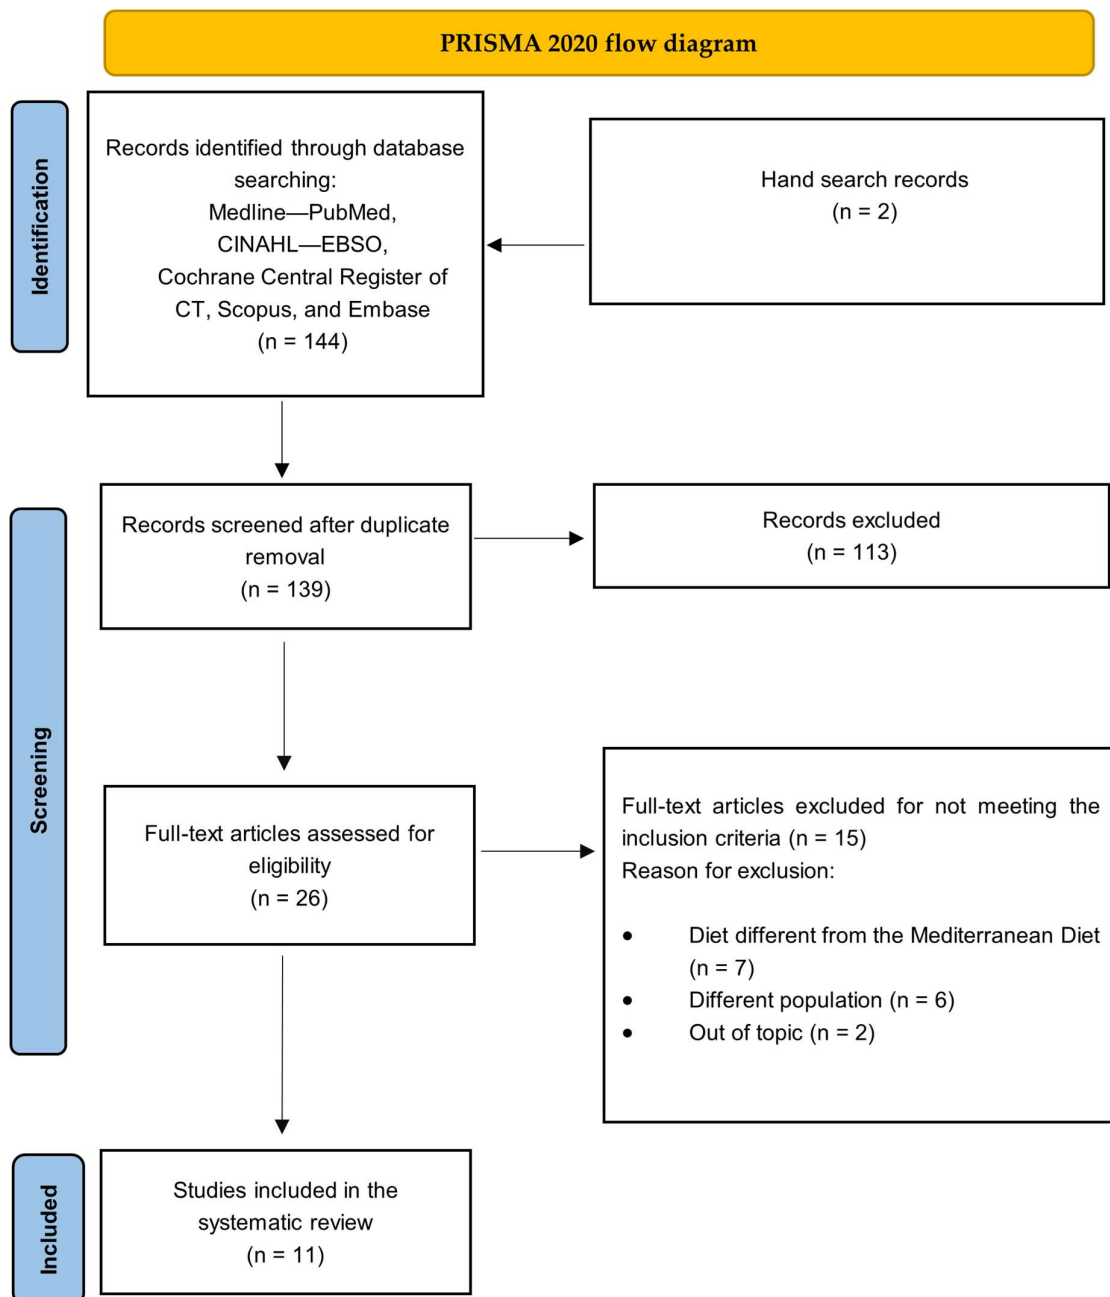 PRISMA 2020 flow diagram
Identification
Records identified through database
searching:
Medline—PubMed,
CINAHL—EBSO,
Cochrane Central Register of
CT, Scopus, and Embase
(n = 144)
Hand search records
(n = 2)
Screening
Records screened after duplicate
removal
(n = 139)
Records excluded
(n = 113)
Full-text articles assessed for
eligibility
(n = 26)
Full-text articles excluded for not meeting the
inclusion criteria (n = 15)
Reason for exclusion:
• Diet different from the Mediterranean Diet
(n = 7)
• Different population (n = 6)
• Out of topic (n = 2)
Included
Studies included in the
systematic review
(n = 11)